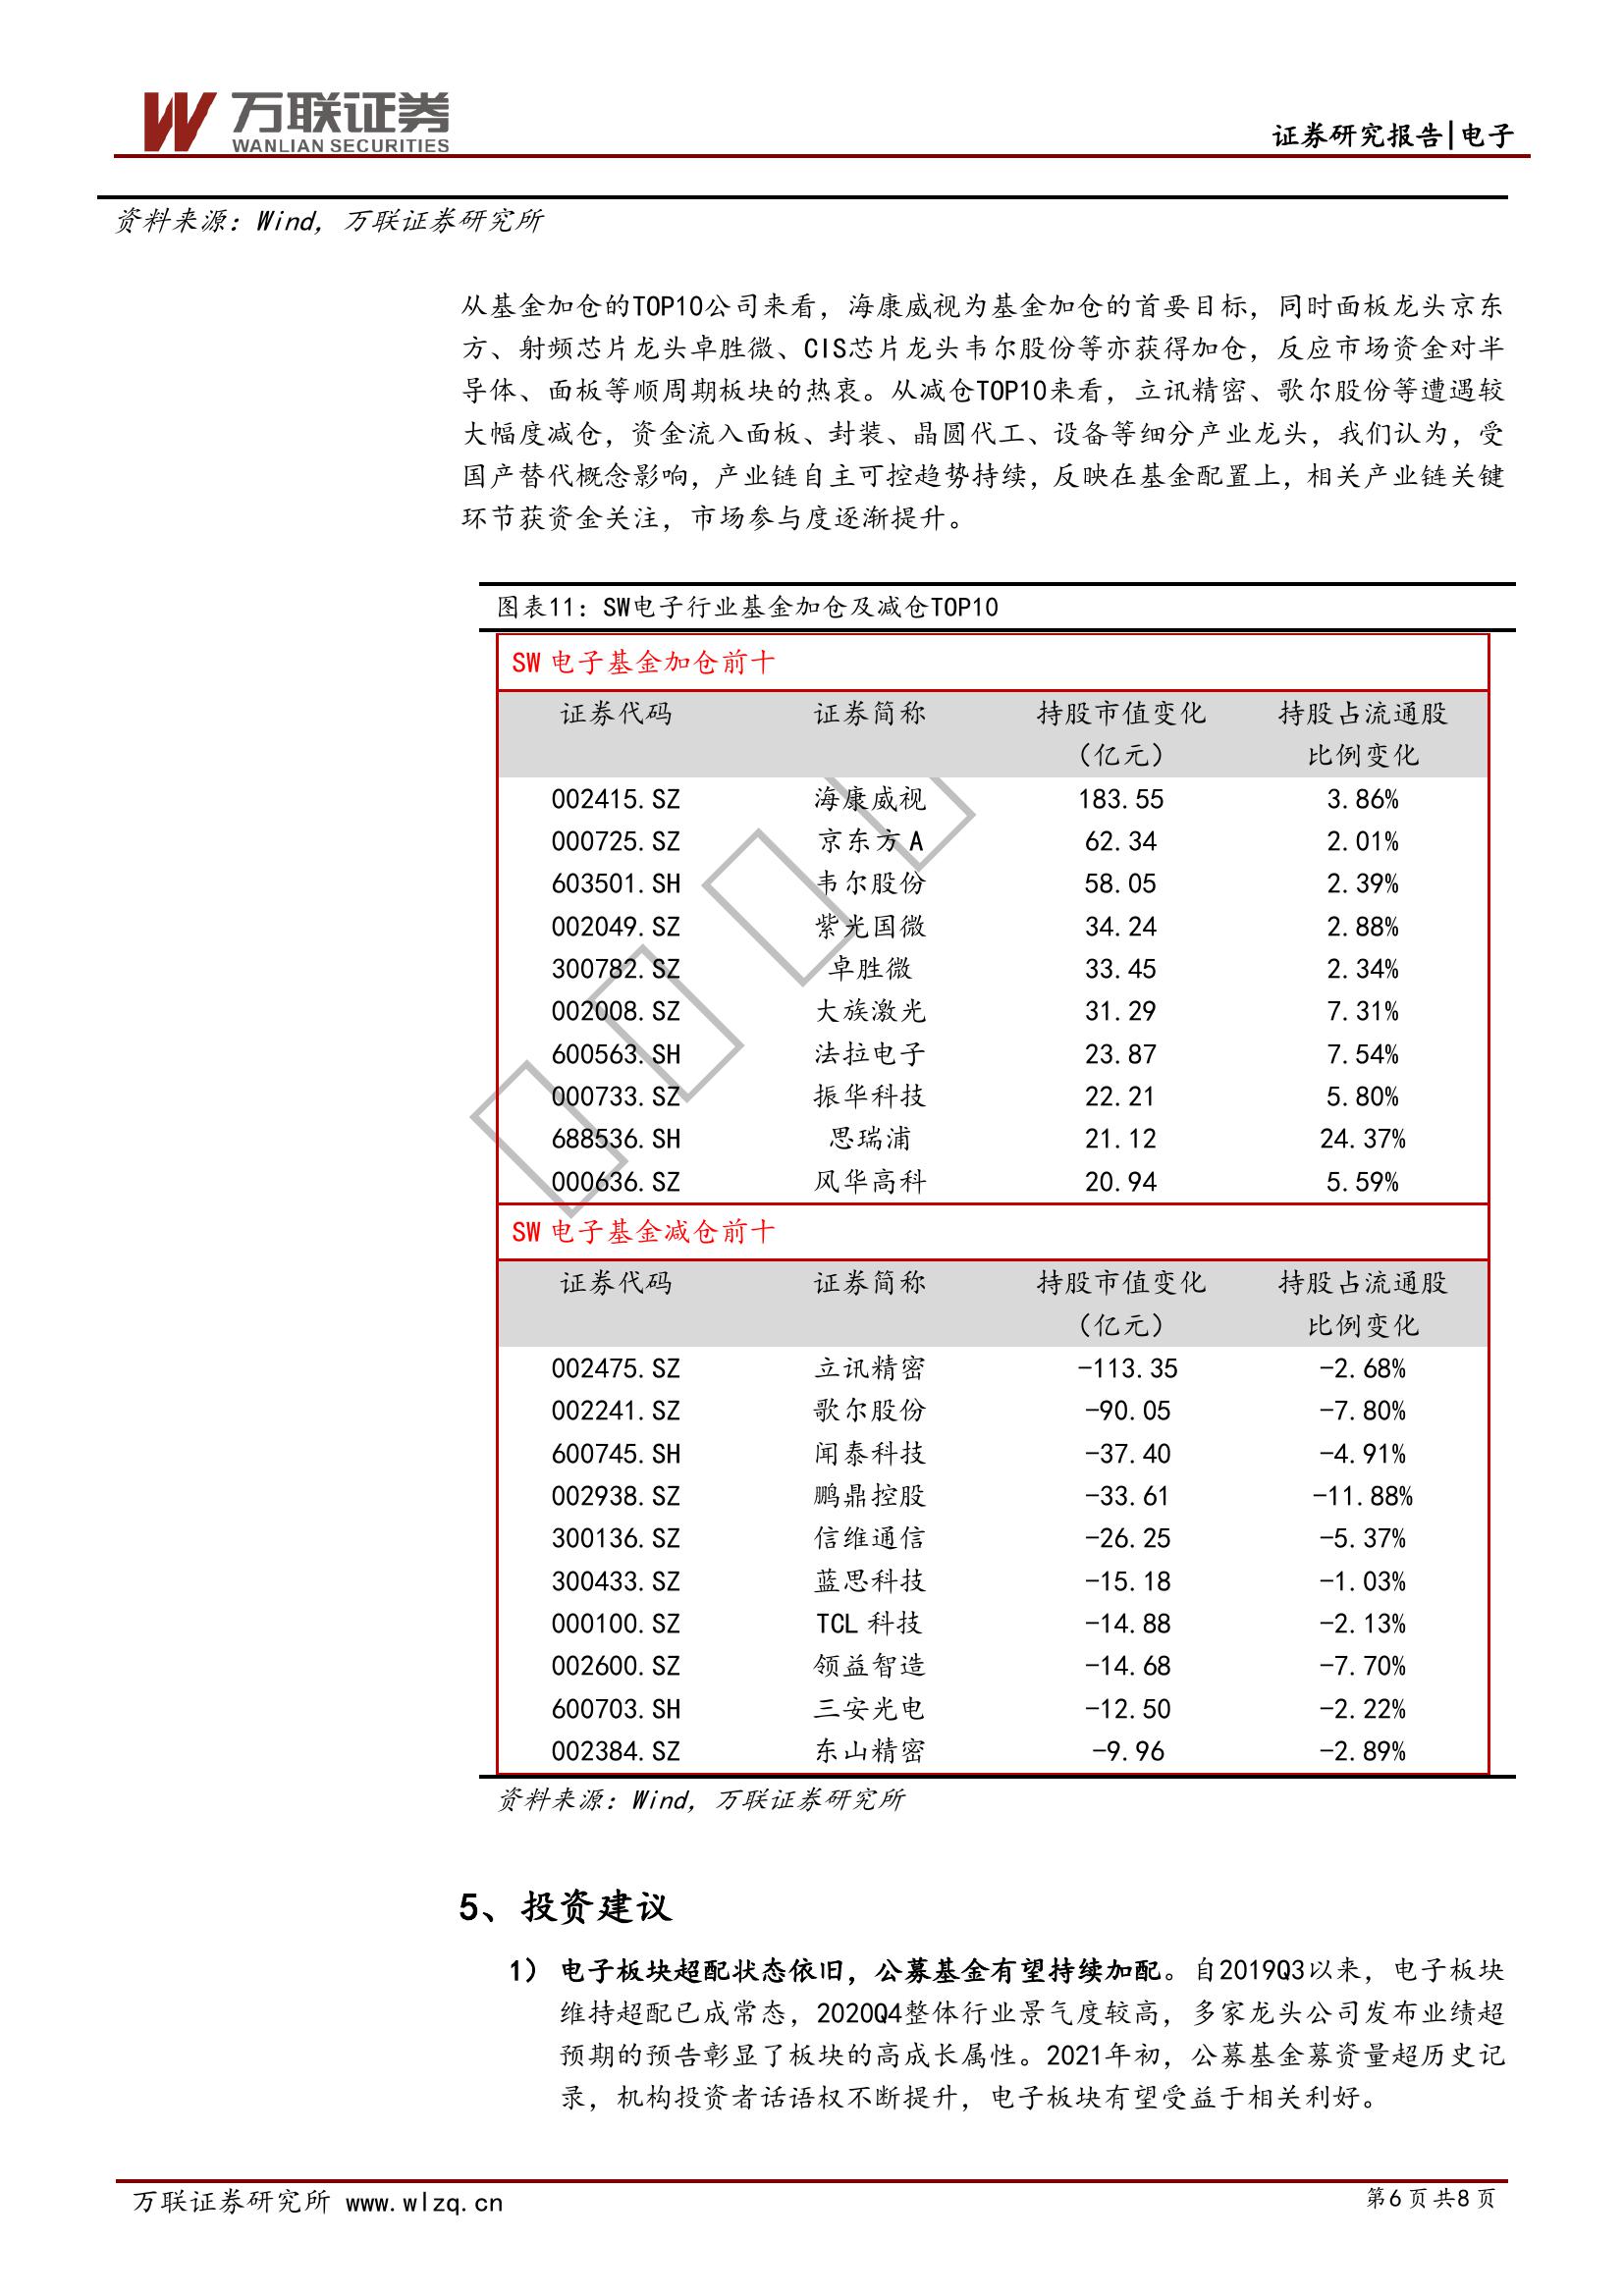 万联证券
WANLIAN SECURITIES
证券研究报告|电子
资料来源：Wind，万联证券研究所
从基金加仓的TOP10公司来看，海康威视为基金加仓的首要目标，同时面板龙头京东
方、射频芯片龙头卓胜微、CIS芯片龙头韦尔股份等亦获得加仓，反应市场资金对半
导体、面板等顺周期板块的热衷。从减仓TOP10来看，立讯精密、歌尔股份等遭遇较
大幅度减仓，资金流入面板、封装、晶圆代工、设备等细分产业龙头，我们认为，受
国产替代概念影响，产业链自主可控趋势持续，反映在基金配置上，相关产业链关键
环节获资金关注，市场参与度逐渐提升。
图表11：SW电子行业基金加仓及减仓TOP10
SW 电子基金加仓前十
证券代码 证券简称 持股市值变化 持股占流通股
（亿元） 比例变化
002415.SZ 海康威视 183.55 3.86%
000725.SZ 京东方 A 62.34 2.01%
603501.SH 韦尔股份 58.05 2.39%
002049.SZ 紫光国微 34.24 2.88%
300782.SZ 卓胜微 33.45 2.34%
002008.SZ 大族激光 31.29 7.31%
600563.SH 法拉电子 23.87 7.54%
000733.SZ 振华科技 22.21 5.80%
688536.SH 思瑞浦 21.12 24.37%
000636.SZ 风华高科 20.94 5.59%
SW 电子基金减仓前十
证券代码 证券简称 持股市值变化 持股占流通股
（亿元） 比例变化
002475.SZ 立讯精密 -113.35 -2.68%
002241.SZ 歌尔股份 -90.05 -7.80%
600745.SH 闻泰科技 -37.40 -4.91%
002938.SZ 鹏鼎控股 -33.61 -11.88%
300136.SZ 信维通信 -26.25 -5.37%
300433.SZ 蓝思科技 -15.18 -1.03%
000100.SZ TCL 科技 -14.88 -2.13%
002600.SZ 领益智造 -14.68 -7.70%
600703.SH 三安光电 -12.50 -2.22%
002384.SZ 东山精密 -9.96 -2.89%
资料来源：Wind，万联证券研究所
5、投资建议
1） 电子板块超配状态依旧，公募基金有望持续加配。自2019Q3以来，电子板块
维持超配已成常态，2020Q4整体行业景气度较高，多家龙头公司发布业绩超
预期的预告彰显了板块的高成长属性。2021年初，公募基金募资量超历史记
录，机构投资者话语权不断提升，电子板块有望受益于相关利好。
万联证券研究所 www.wlzq.cn 第6页共8页